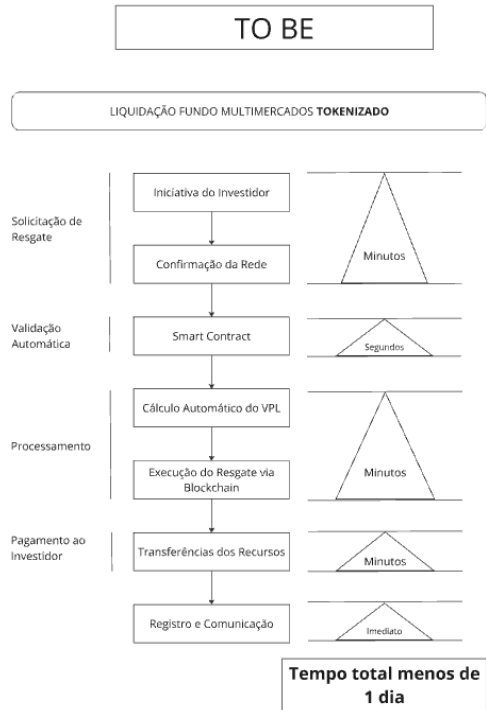 TO BE
LIQUIDAÇÃO FUNDO MULTIMERCADOS TOKENIZADO
Solicitação de
Resgate
Iniciativa do Investidor
Confirmação da Rede
Minutos
Validação
Automática
Smart Contract
Segundos
Processamento
Cálculo Automático do VPL
Execução do Resgate via
Blockchain
Minutos
Pagamento ao
Investidor
Transferências dos Recursos
Minutos
Registro e Comunicação
Imediato
Tempo total menos de
1 dia